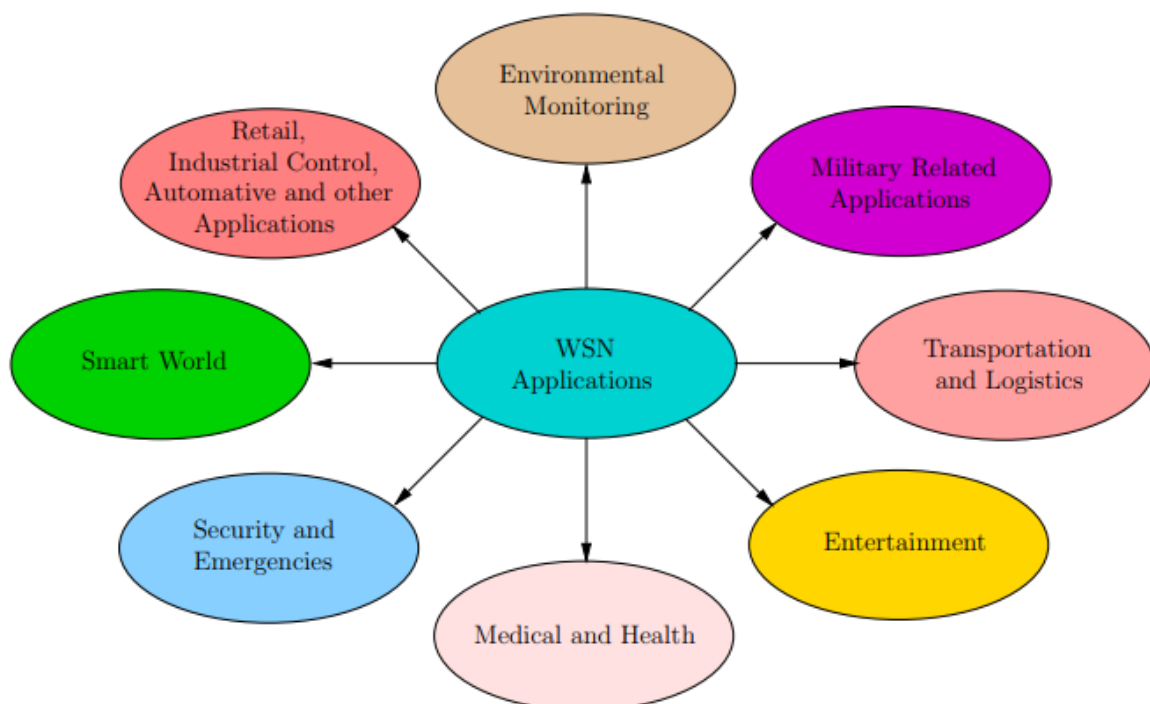 Environmental
Monitoring
Retail,
Industrial Control,
Automative and other
Applications
Military Related
Applications
Smart World
WSN
Applications
Transportation
and Logistics
Security and
Emergencies
Entertainment
Medical and Health